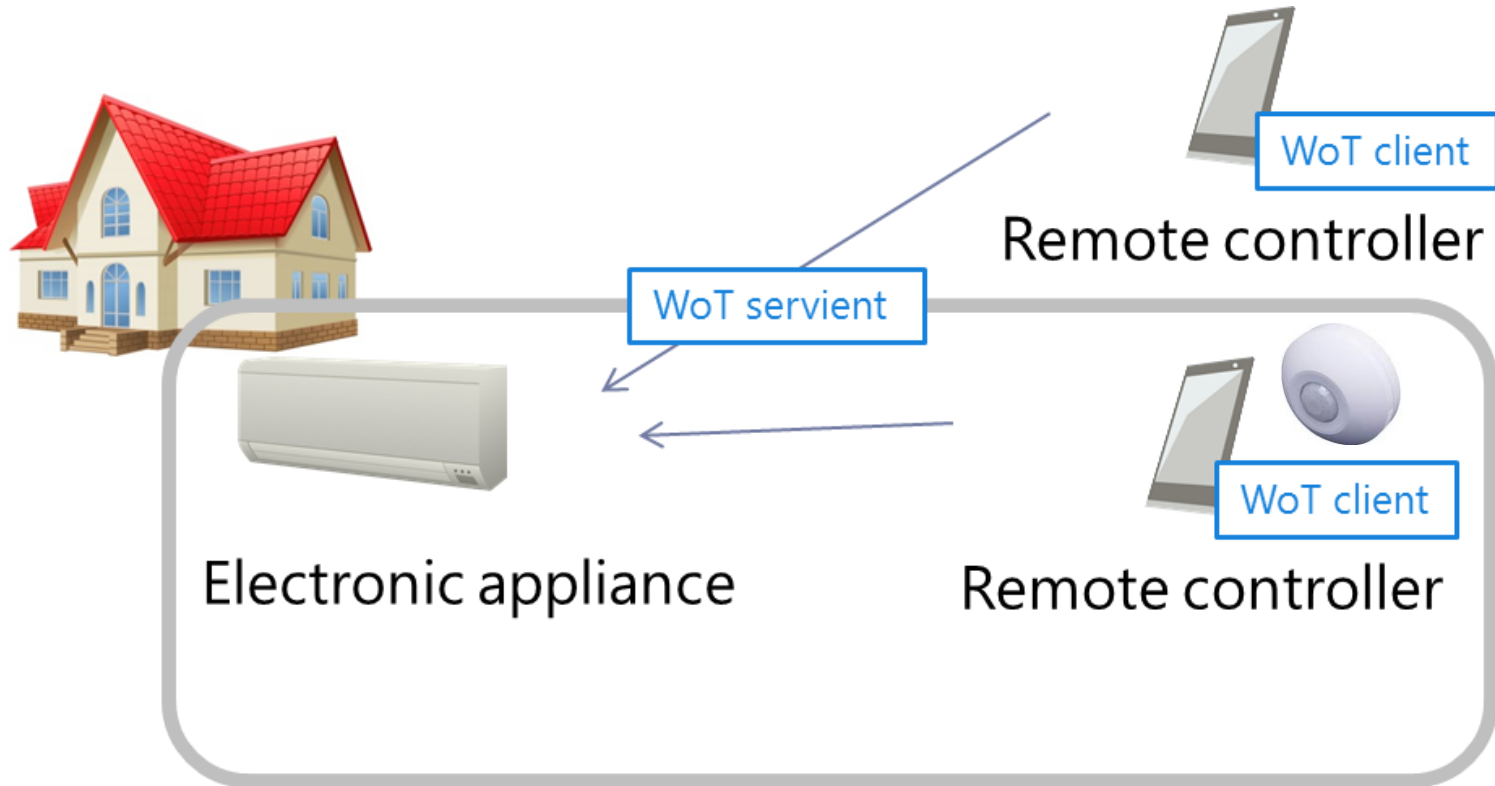 WoT client
Remote controller
WoT servient
WoT client
Electronic appliance
Remote controller